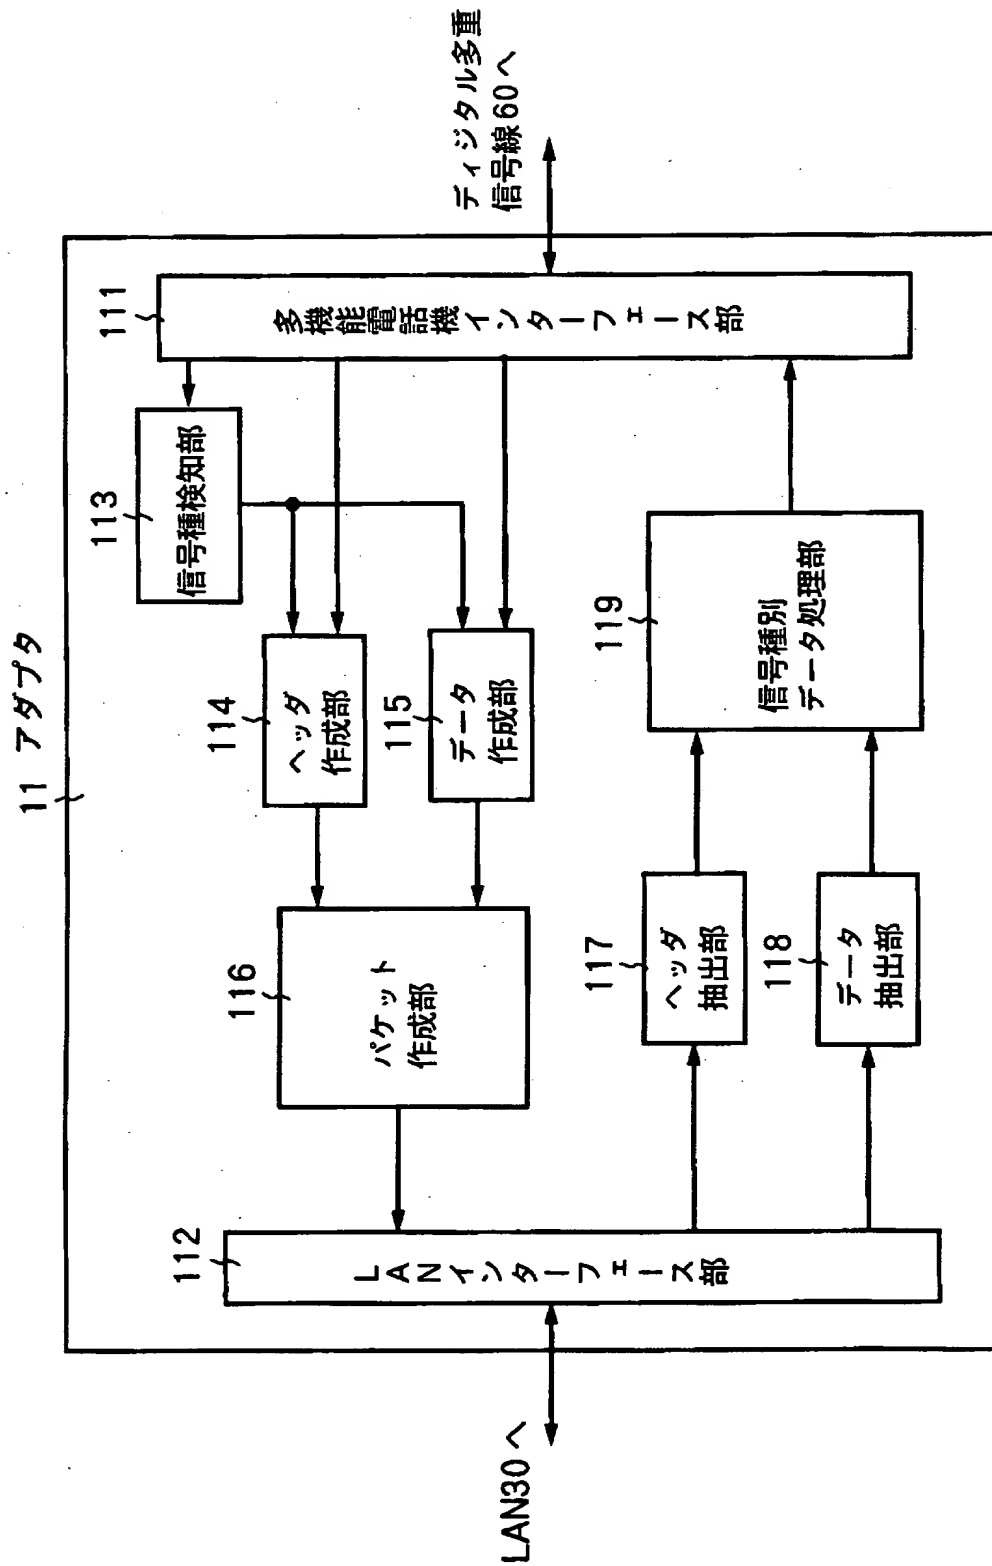 11 アダプタ
111
多機能電話機インターフェース部
ディジタル多重
信号線60へ
113
信号種検知部
114
ヘッダ
作成部
115
データ
作成部
116
パケット
作成部
112
LANインターフェース部
LAN30へ
117
ヘッダ
抽出部
118
データ
抽出部
119
信号種別
データ処理部